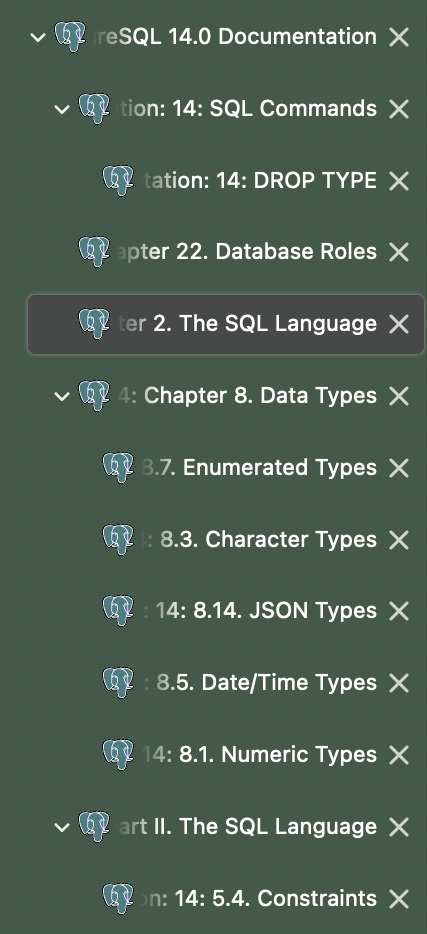 reSQL 14.0 Documentation
tion: 14: SQL Commands
tation: 14: DROP TYPE
apter 22. Database Roles
ter 2. The SQL Language
4: Chapter 8. Data Types
8.7. Enumerated Types
: 8.3. Character Types
: 14: 8.14. JSON Types
: 8.5. Date/Time Types
14: 8.1. Numeric Types
art II. The SQL Language
on: 14: 5.4. Constraints